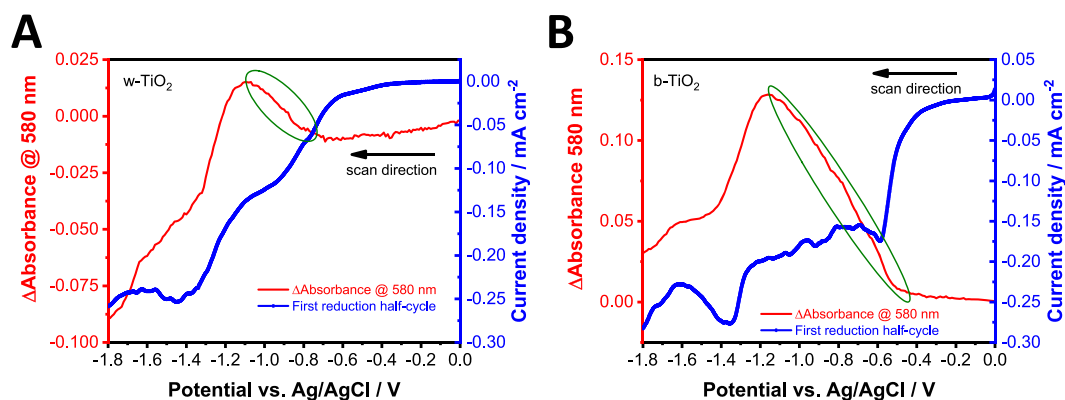 A
w-TiO2
scan direction
ΔAbsorbance @ 580 nm
First reduction half-cycle
ΔAbsorbance @ 580 nm
0.025
0.000
-0.025
-0.050
-0.075
-0.100
0.00
-0.05
-0.10
-0.15
-0.20
-0.25
-0.30
Current density / mA cm-2
-1.8 -1.6 -1.4 -1.2 -1.0 -0.8 -0.6 -0.4 -0.2 0.0
Potential vs. Ag/AgCl / V
B
b-TiO2
scan direction
ΔAbsorbance @ 580 nm
First reduction half-cycle
ΔAbsorbance 580 nm
0.15
0.10
0.05
0.00
0.05
0.00
-0.05
-0.10
-0.15
-0.20
-0.25
-0.30
Current density / mA cm-2
-1.8 -1.6 -1.4 -1.2 -1.0 -0.8 -0.6 -0.4 -0.2 0.0
Potential vs. Ag/AgCl / V